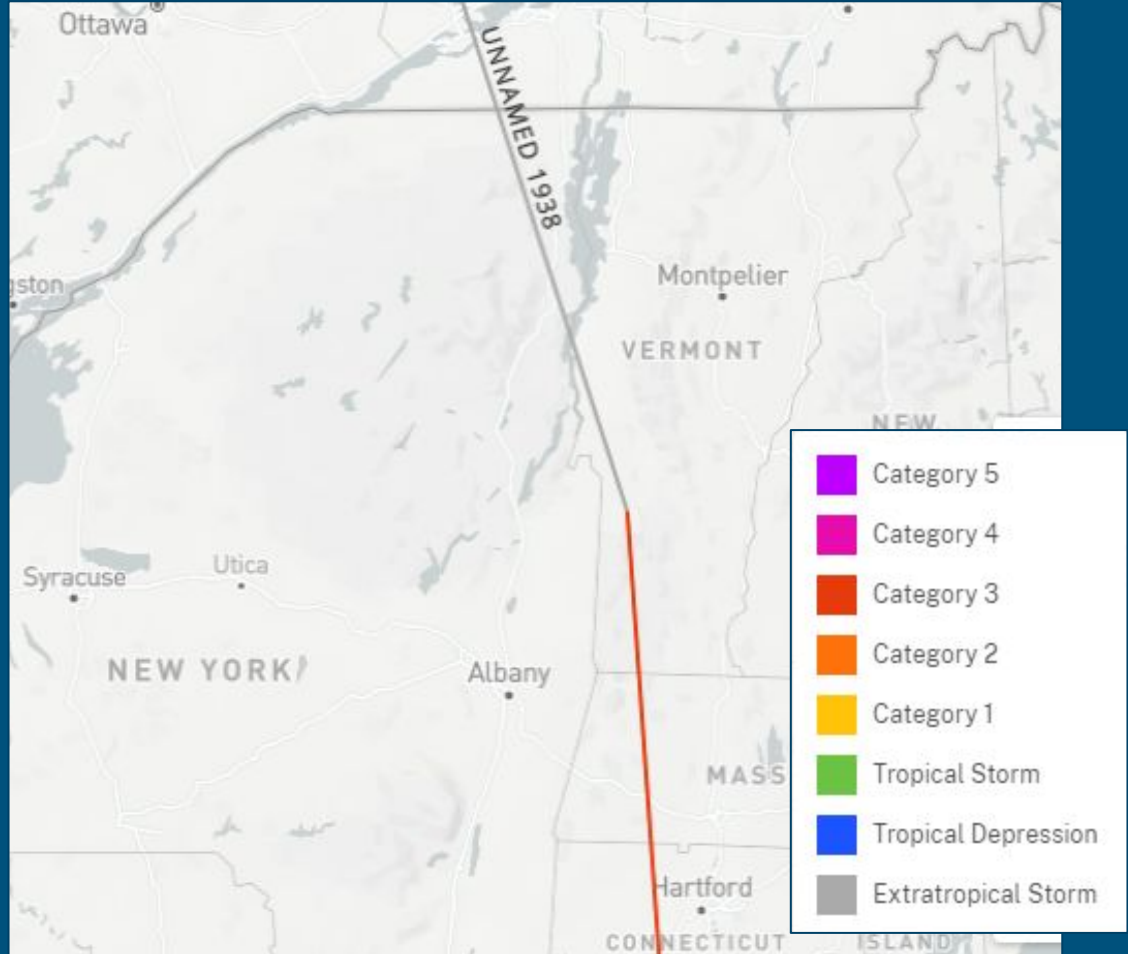 Ottawa
UNNAMED 1938
gston
Montpelier
VERMONT
NEW
Syracuse
Utica
NEW YORK
Albany
MASS
Hartford
CONNECTICUT
ISLAND
Category 5
Category 4
Category 3
Category 2
Category 1
Tropical Storm
Tropical Depression
Extratropical Storm